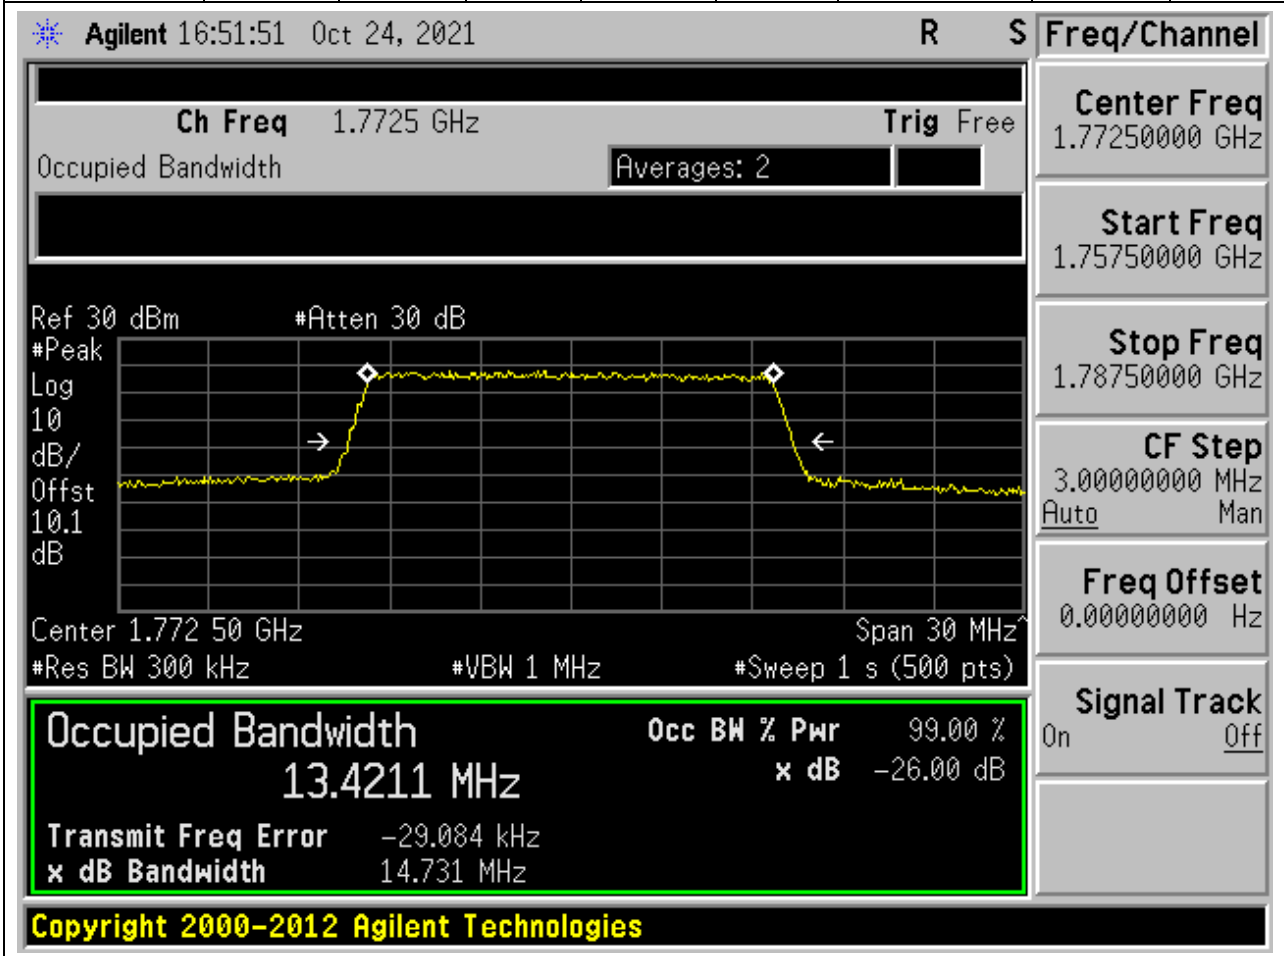 Agilent 16:51:51 Oct 24, 2021 R S
Freq/Channel
Ch Freq 1.7725 GHz Trig Free
Occupied Bandwidth Averages: 2
Center Freq
1.77250000 GHz
Start Freq
1.75750000 GHz
Stop Freq
1.78750000 GHz
CF Step
3.00000000 MHz
Auto Man
Freq Offset
0.00000000 Hz
Signal Track
On Off
Ref 30 dBm #Atten 30 dB
#Peak
Log
10
dB/
Offst
10.1
dB
Center 1.772 50 GHz Span 30 MHz^
#Res BW 300 kHz #VBW 1 MHz #Sweep 1 s (500 pts)
Occupied Bandwidth Occ BW % Pwr 99.00 %
13.4211 MHz x dB -26.00 dB
Transmit Freq Error -29.084 kHz
x dB Bandwidth 14.731 MHz
Copyright 2000-2012 Agilent Technologies